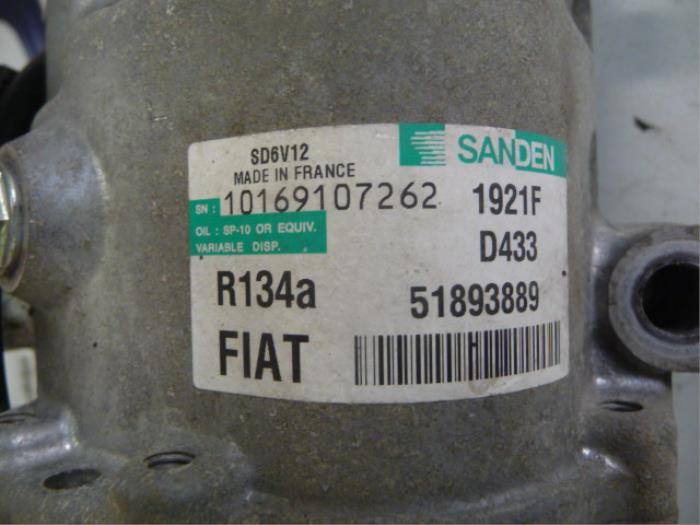 SD6V12
MADE IN FRANCE
SANDEN
SN : 10169107262
1921F
OIL : SP-10 OR EQUIV.
VARIABLE DISP.
D433
R134a
51893889
FIAT